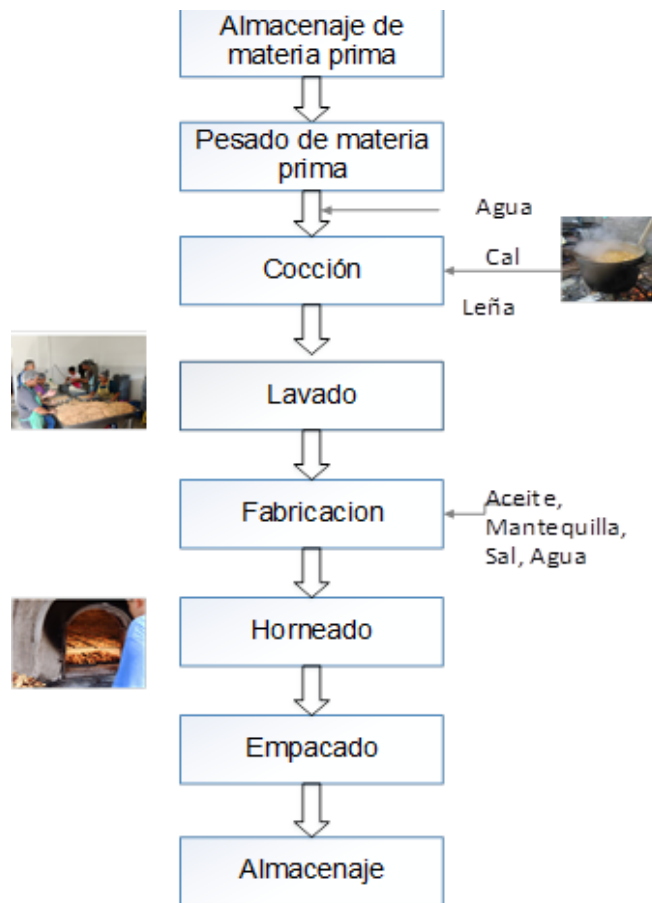 Almacenaje de
materia prima
Pesado de materia
prima
Agua
Cocción
Cal
Leña
Lavado
Fabricacion
Aceite,
Mantequilla,
Sal, Agua
Horneado
Empacado
Almacenaje